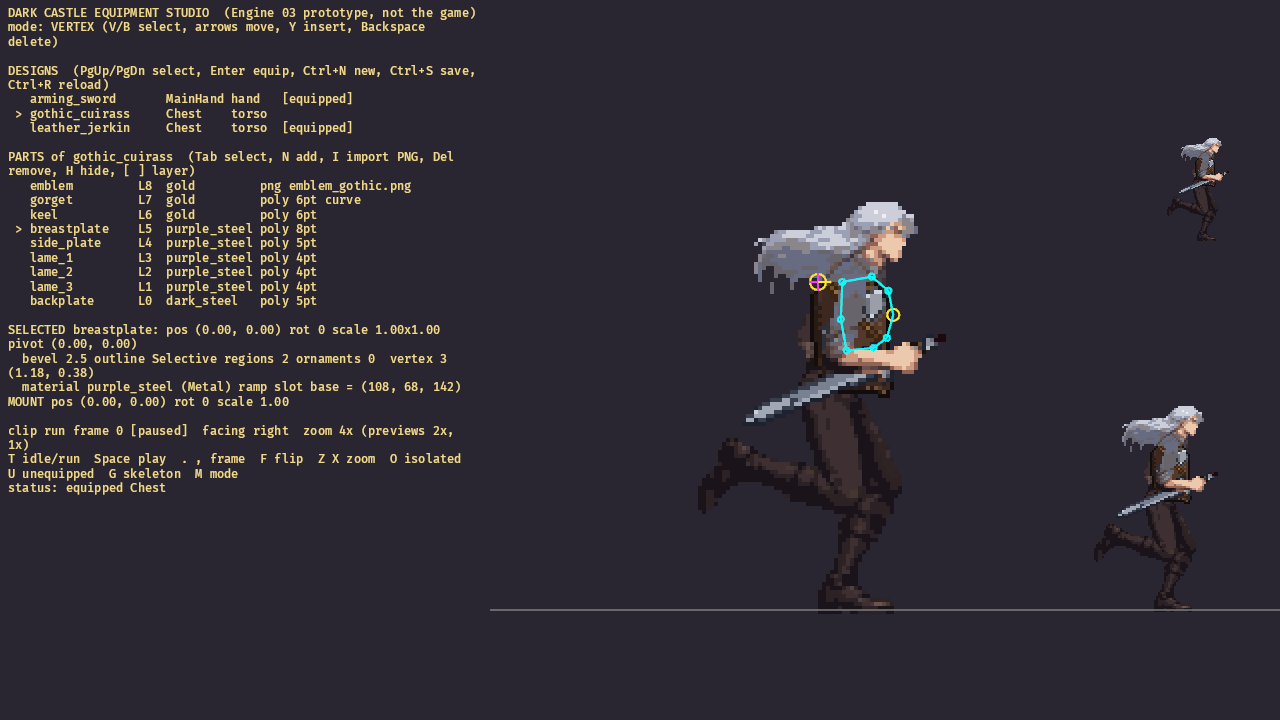 DARK CASTLE EQUIPMENT STUDIO  (Engine 03 prototype, not the game)
mode: VERTEX (V/B select, arrows move, Y insert, Backspace
delete)
DESIGNS  (PgUp/PgDn select, Enter equip, Ctrl+N new, Ctrl+S save,
Ctrl+R reload)
arming_sword       MainHand hand   [equipped]
> gothic_cuirass     Chest    torso
leather_jerkin     Chest    torso  [equipped]
PARTS of gothic_cuirass  (Tab select, N add, I import PNG, Del
remove, H hide, [ ] layer)
emblem         L8  gold         png emblem_gothic.png
gorget         L7  gold         poly 6pt curve
keel           L6  gold         poly 6pt
> breastplate    L5  purple_steel poly 8pt
side_plate     L4  purple_steel poly 5pt
lame_1         L3  purple_steel poly 4pt
lame_2         L2  purple_steel poly 4pt
lame_3         L1  purple_steel poly 4pt
backplate      L0  dark_steel   poly 5pt
SELECTED breastplate: pos (0.00, 0.00) rot 0 scale 1.00x1.00
pivot (0.00, 0.00)
bevel 2.5 outline Selective regions 2 ornaments 0  vertex 3
(1.18, 0.38)
material purple_steel (Metal) ramp slot base = (108, 68, 142)
MOUNT pos (0.00, 0.00) rot 0 scale 1.00
clip run frame 0 [paused]  facing right  zoom 4x (previews 2x,
1x)
T idle/run  Space play  . , frame  F flip  Z X zoom  O isolated
U unequipped  G skeleton  M mode
status: equipped Chest